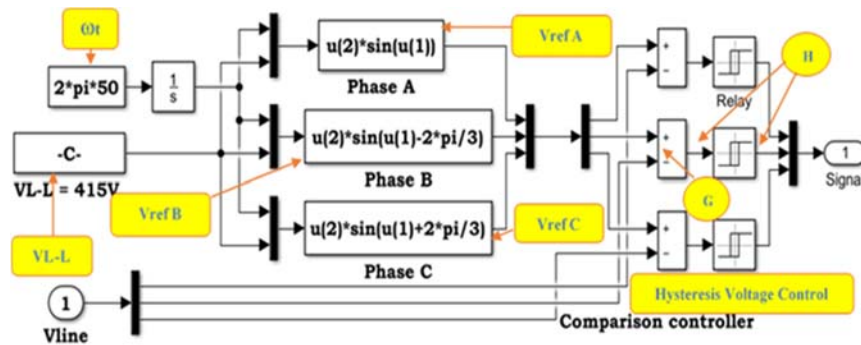 ωt
Vref A
u(2)*sin(u(1))
Phase A
2*pi*50
1
s
H
Relay
-C-
VL-L = 415V
u(2)*sin(u(1)-2*pi/3)
Phase B
Vref B
G
1
Signa
VL-L
u(2)*sin(u(1)+2*pi/3)
Phase C
Vref C
Hysteresis Voltage Control
1
Vline
Comparison controller
+
−
+
−
+
−